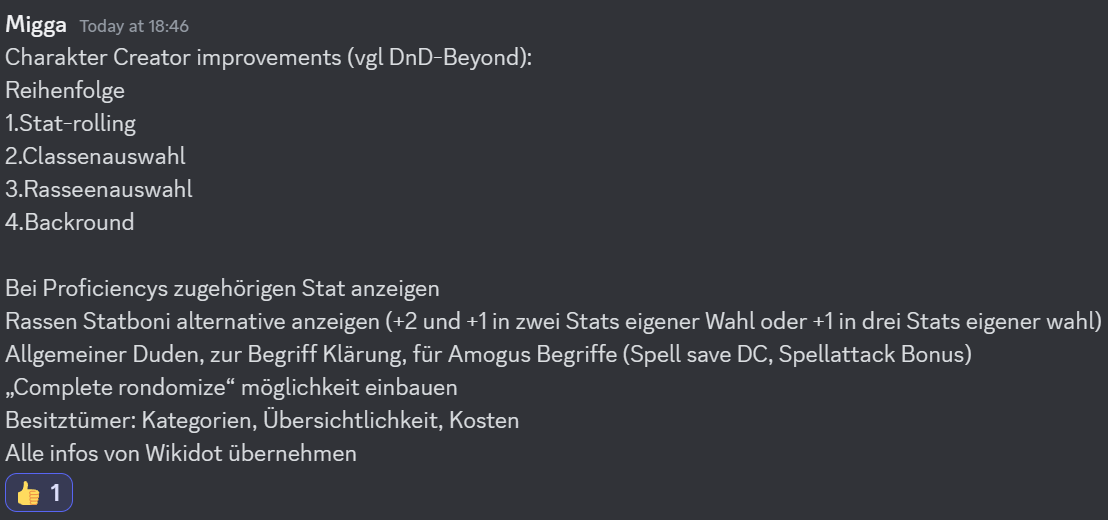 Migga Today at 18:46
Charakter Creator improvements (vgl DnD-Beyond):
Reihenfolge
1.Stat-rolling
2.Classenauswahl
3.Rasseenauswahl
4.Backround
Bei Proficiencys zugehörigen Stat anzeigen
Rassen Statboni alternative anzeigen (+2 und +1 in zwei Stats eigener Wahl oder +1 in drei Stats eigener wahl)
Allgemeiner Duden, zur Begriff Klärung, für Amogus Begriffe (Spell save DC, Spellattack Bonus)
„Complete rondomize“ möglichkeit einbauen
Besitztümer: Kategorien, Übersichtlichkeit, Kosten
Alle infos von Wikidot übernehmen
👍 1